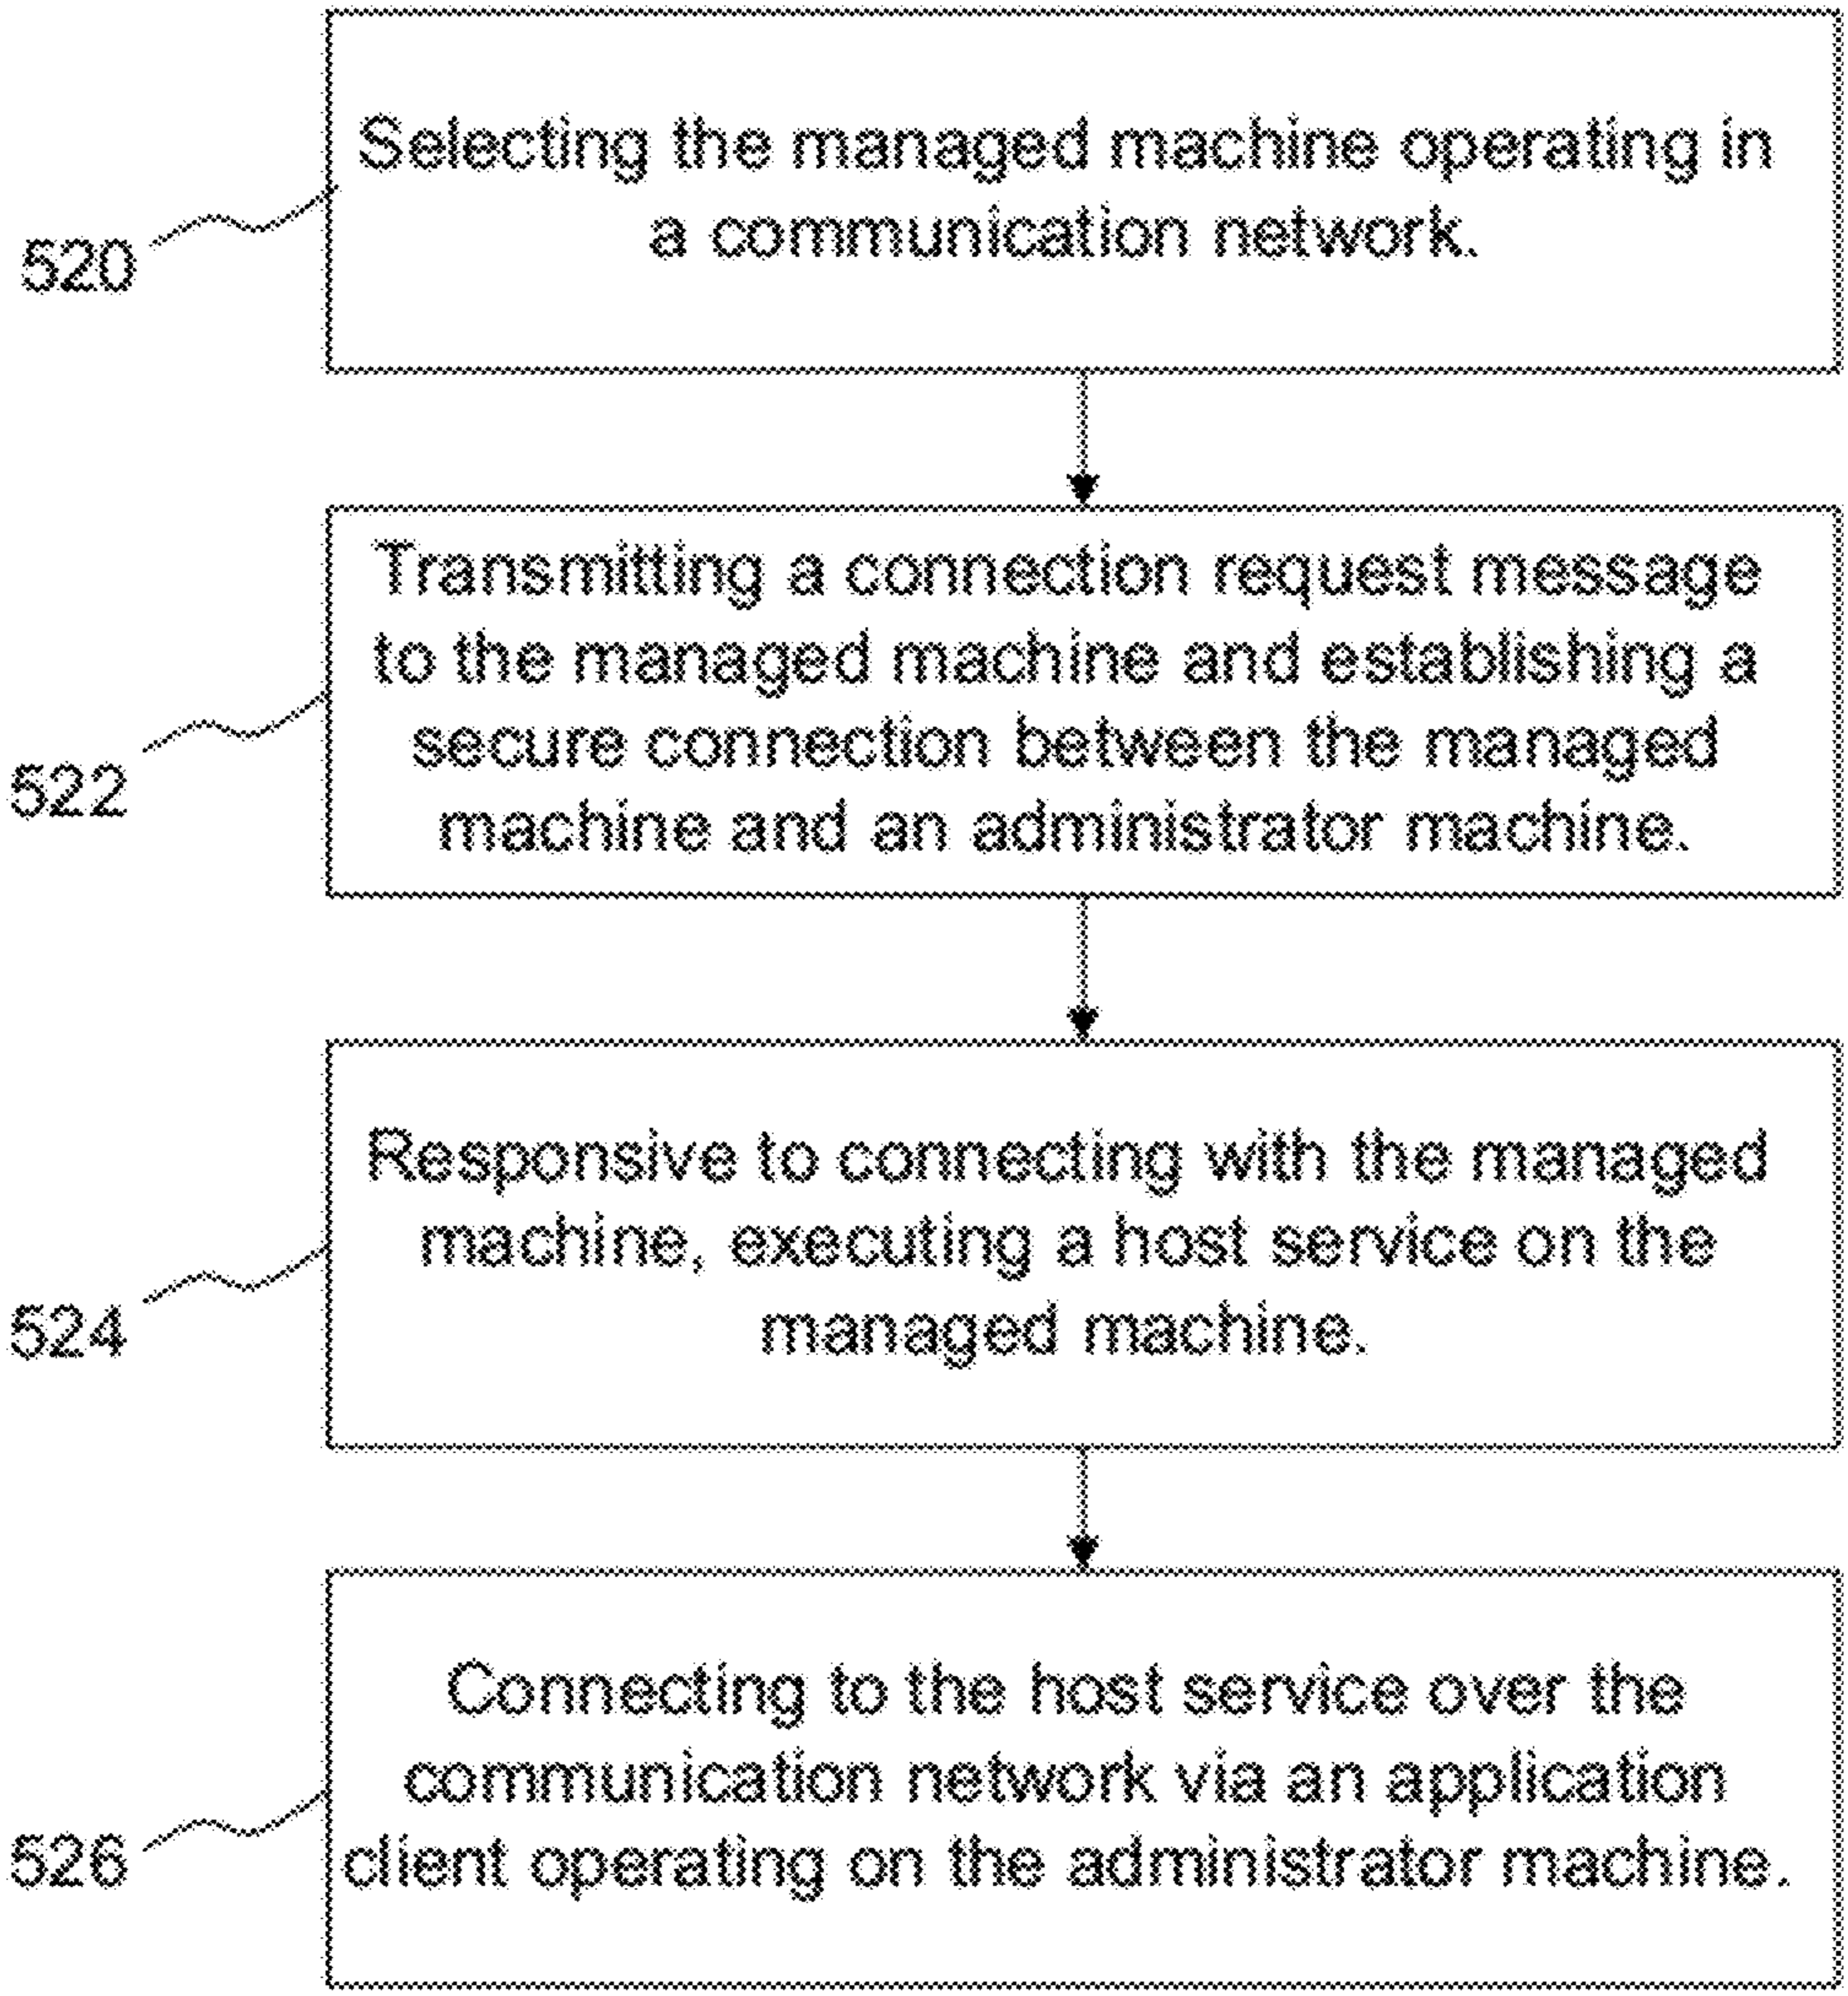 Selecting the managed machine operating in
a communication network.
520
Transmitting a connection request message
to the managed machine and establishing a
secure connection between the managed
machine and an administrator machine.
522
Responsive to connecting with the managed
machine, executing a host service on the
managed machine.
524
Connecting to the host service over the
communication network via an application
client operating on the administrator machine.
526